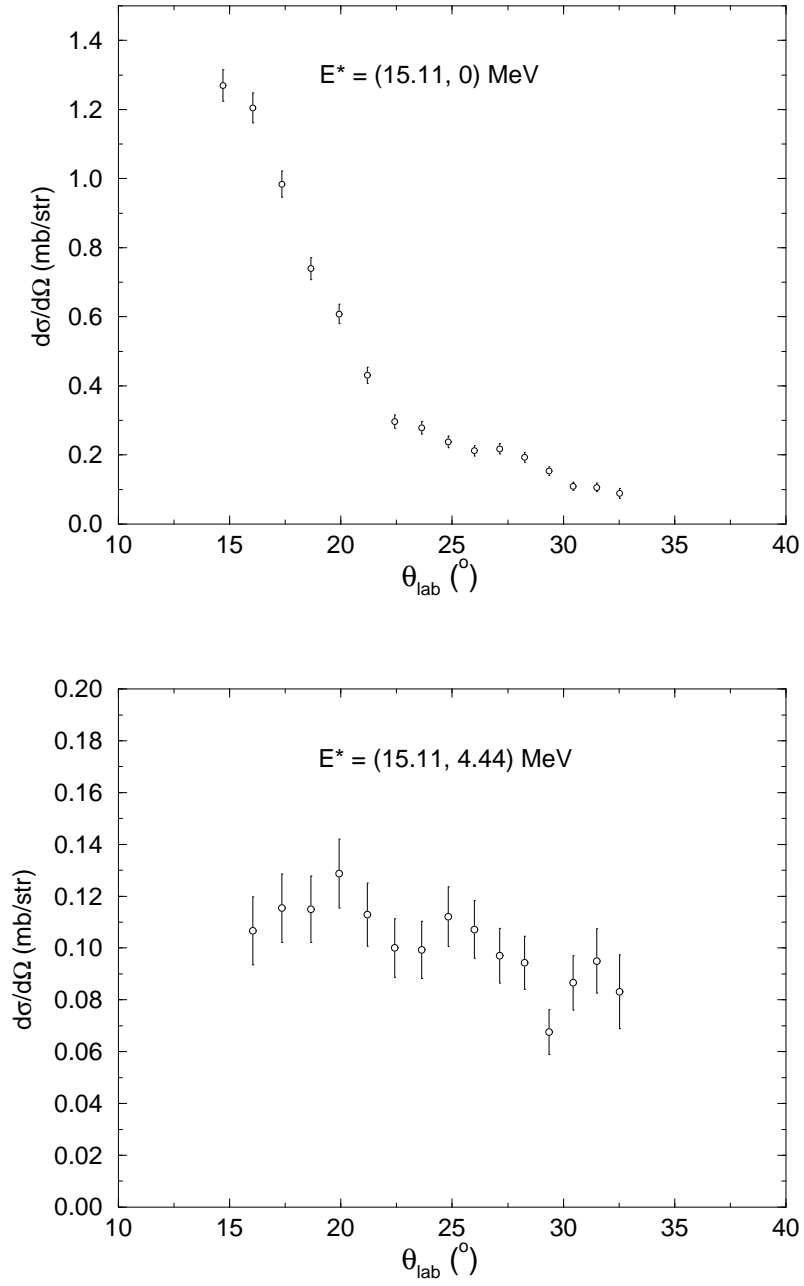 1.4
1.2
1.0
0.8
0.6
0.4
0.2
0.0
dσ/dΩ (mb/str)
E* = (15.11, 0) MeV
10 15 20 25 30 35 40
θlab (o)
0.20
0.18
0.16
0.14
0.12
0.10
0.08
0.06
0.04
0.02
0.00
dσ/dΩ (mb/str)
E* = (15.11, 4.44) MeV
10 15 20 25 30 35 40
θlab (o)